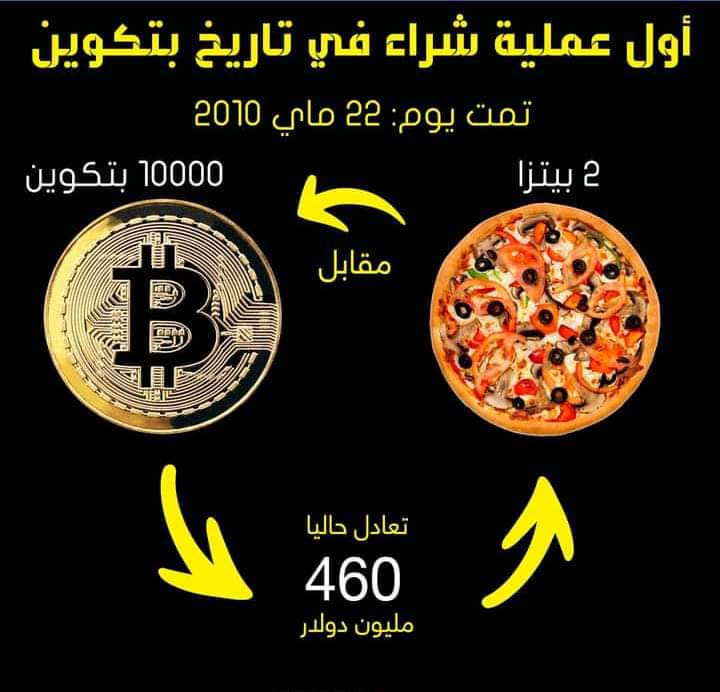 أول عملية شراء في تاريخ بتكوين
تمت يوم: 22 ماي 2010
2 بيتزا
10000 بتكوين
مقابل
تعادل حاليا
460
مليون دولار